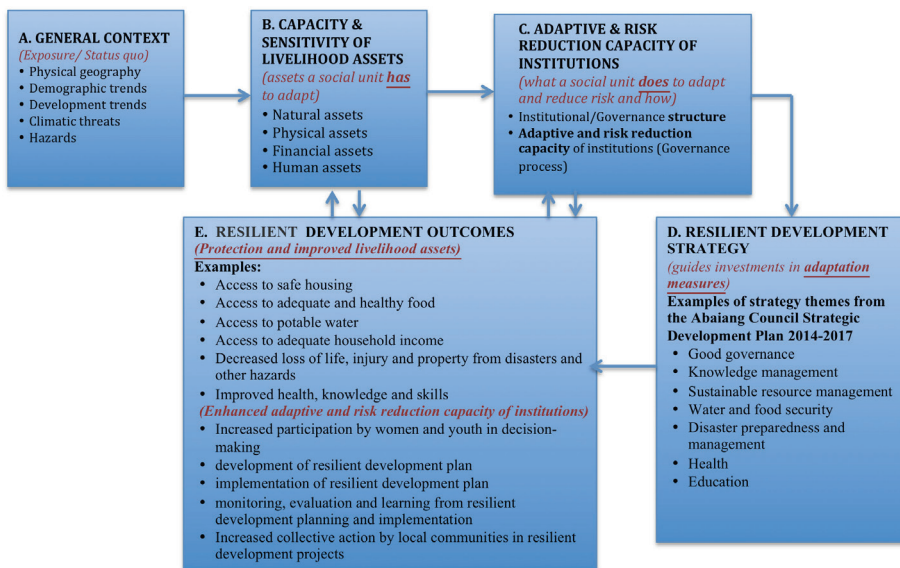 A. GENERAL CONTEXT
(Exposure/ Status quo)
• Physical geography
• Demographic trends
• Development trends
• Climatic threats
• Hazards
B. CAPACITY &
SENSITIVITY OF
LIVELIHOOD ASSETS
(assets a social unit has
to adapt)
• Natural assets
• Physical assets
• Financial assets
• Human assets
C. ADAPTIVE & RISK
REDUCTION CAPACITY OF
INSTITUTIONS
(what a social unit does to adapt
and reduce risk and how)
• Institutional/Governance structure
• Adaptive and risk reduction
capacity of institutions (Governance
process)
D. RESILIENT DEVELOPMENT
STRATEGY
(guides investments in adaptation
measures)
Examples of strategy themes from
the Abaiang Council Strategic
Development Plan 2014-2017
• Good governance
• Knowledge management
• Sustainable resource management
• Water and food security
• Disaster preparedness and
management
• Health
• Education
E. RESILIENT DEVELOPMENT OUTCOMES
(Protection and improved livelihood assets)
Examples:
• Access to safe housing
• Access to adequate and healthy food
• Access to potable water
• Access to adequate household income
• Decreased loss of life, injury and property from disasters and
other hazards
• Improved health, knowledge and skills
(Enhanced adaptive and risk reduction capacity of institutions)
• Increased participation by women and youth in decision-
making
• development of resilient development plan
• implementation of resilient development plan
• monitoring, evaluation and learning from resilient
development planning and implementation
• Increased collective action by local communities in resilient
development projects